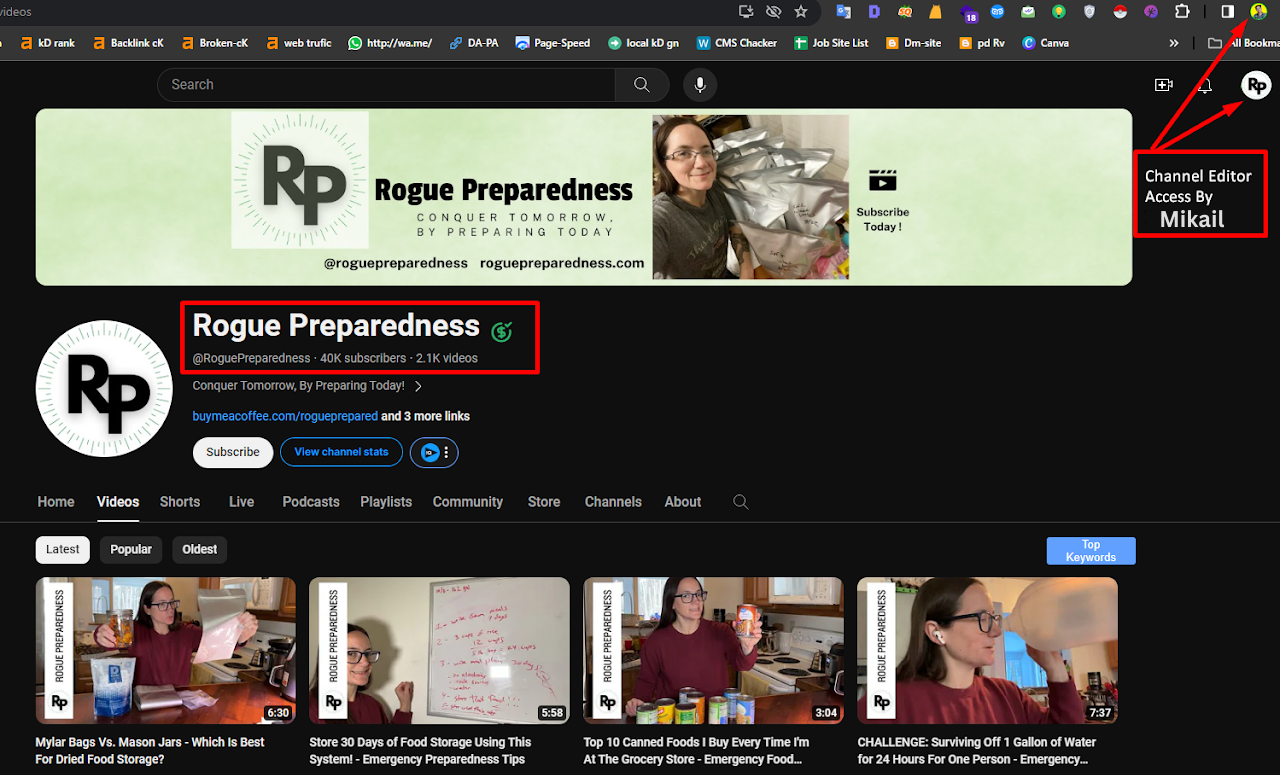 videos
kD rank
Backlink cK
Broken-cK
web trufic
http://wa.me/
DA-PA
Page-Speed
local kD gn
CMS Checker
Job Site List
Dm-site
pd Rv
Canva
»
All Bookma
18
Search
RP
Channel Editor
Access By
Mikail
RP
Rogue Preparedness
CONQUER TOMORROW,
BY PREPARING TODAY
@roguepreparedness roguepreparedness.com
Subscribe
Today !
RP
Rogue Preparedness
@RoguePreparedness · 40K subscribers · 2.1K videos
Conquer Tomorrow, By Preparing Today!
buymeacoffee.com/rogueprepared and 3 more links
Subscribe
View channel stats
Home
Videos
Shorts
Live
Podcasts
Playlists
Community
Store
Channels
About
Latest
Popular
Oldest
Top
Keywords
ROGUE PREPAREDNESS
RP
6:30
ROGUE PREPAREDNESS
RP
5:58
ROGUE PREPAREDNESS
RP
3:04
ROGUE PREPAREDNESS
RP
7:37
Mylar Bags Vs. Mason Jars - Which Is Best
For Dried Food Storage?
Store 30 Days of Food Storage Using This
System! - Emergency Preparedness Tips
Top 10 Canned Foods I Buy Every Time I'm
At The Grocery Store - Emergency Food...
CHALLENGE: Surviving Off 1 Gallon of Water
for 24 Hours For One Person - Emergency...